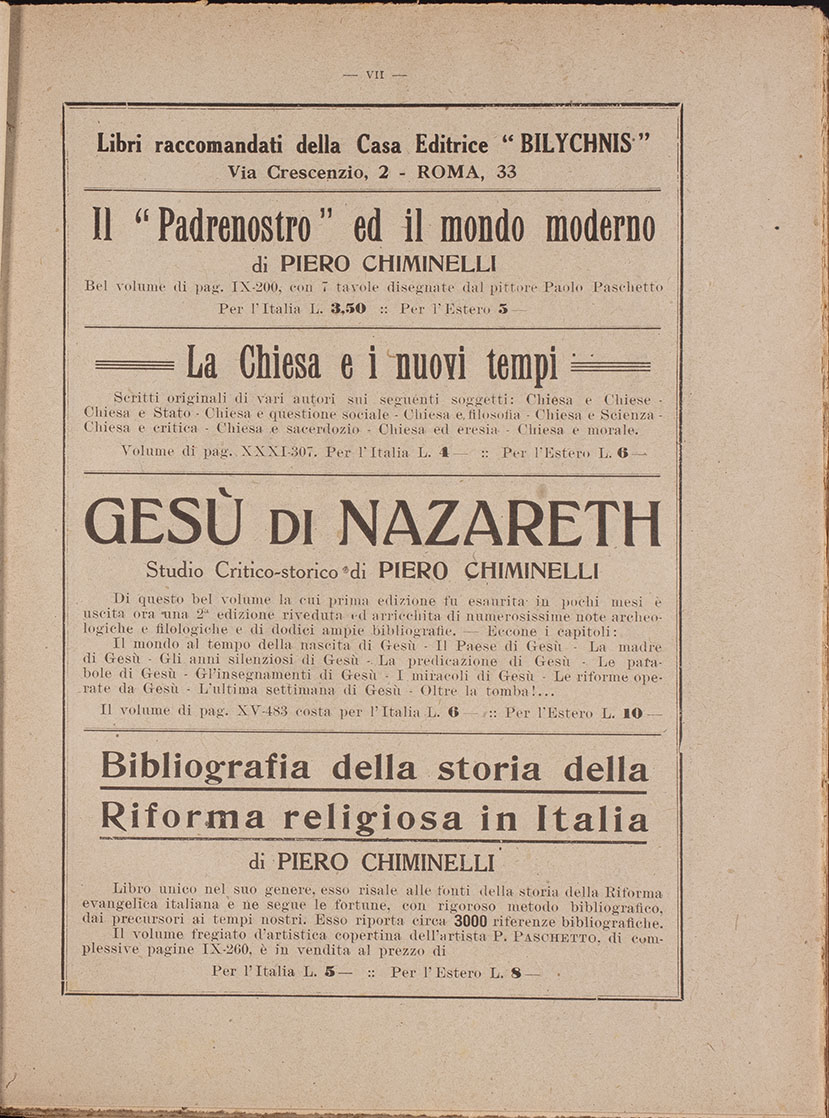 — VII —
Libri raccomandati della Casa Editrice “ BILYCHNIS ”
Via Crescenzio, 2 - ROMA, 33
Il “ Padrenostro ” ed il mondo moderno
di PIERO CHIMINELLI
Bel volume di pag. IX-200, con 7 tavole disegnate dal pittore Paolo Paschetto
Per l'Italia L. 3,50 :: Per l'Estero 5 —
La Chiesa e i nuovi tempi
Scritti originali di vari autori sui seguenti soggetti: Chiesa e Chiese -
Chiesa e Stato - Chiesa e questione sociale - Chiesa e filosofia - Chiesa e Scienza -
Chiesa e critica - Chiesa e sacerdozio - Chiesa ed eresia - Chiesa e morale.
Volume di pag. XXXI-307. Per l'Italia L. 4 — :: Per l'Estero L. 6 —
GESÙ DI NAZARETH
Studio Critico-storico di PIERO CHIMINELLI
Di questo bel volume la cui prima edizione fu esaurita in pochi mesi è
uscita ora una 2ª edizione riveduta ed arricchita di numerosissime note archeo-
logiche e filologiche e di dodici ampie bibliografie. — Eccone i capitoli:
Il mondo al tempo della nascita di Gesù - Il Paese di Gesù - La madre
di Gesù - Gli anni silenziosi di Gesù - La predicazione di Gesù - Le para-
bole di Gesù - Gl'insegnamenti di Gesù - I miracoli di Gesù - Le riforme ope-
rate da Gesù - L'ultima settimana di Gesù - Oltre la tomba!...
Il volume di pag. XV-483 costa per l'Italia L. 6 — :: Per l'Estero L. 10 —
Bibliografia della storia della
Riforma religiosa in Italia
di PIERO CHIMINELLI
Libro unico nel suo genere, esso risale alle fonti della storia della Riforma
evangelica italiana e ne segue le fortune, con rigoroso metodo bibliografico,
dai precursori ai tempi nostri. Esso riporta circa 3000 riferenze bibliografiche.
Il volume fregiato d'artistica copertina dell'artista P. PASCHETTO, di com-
plessive pagine IX-260, è in vendita al prezzo di
Per l'Italia L. 5 — :: Per l'Estero L. 8 —